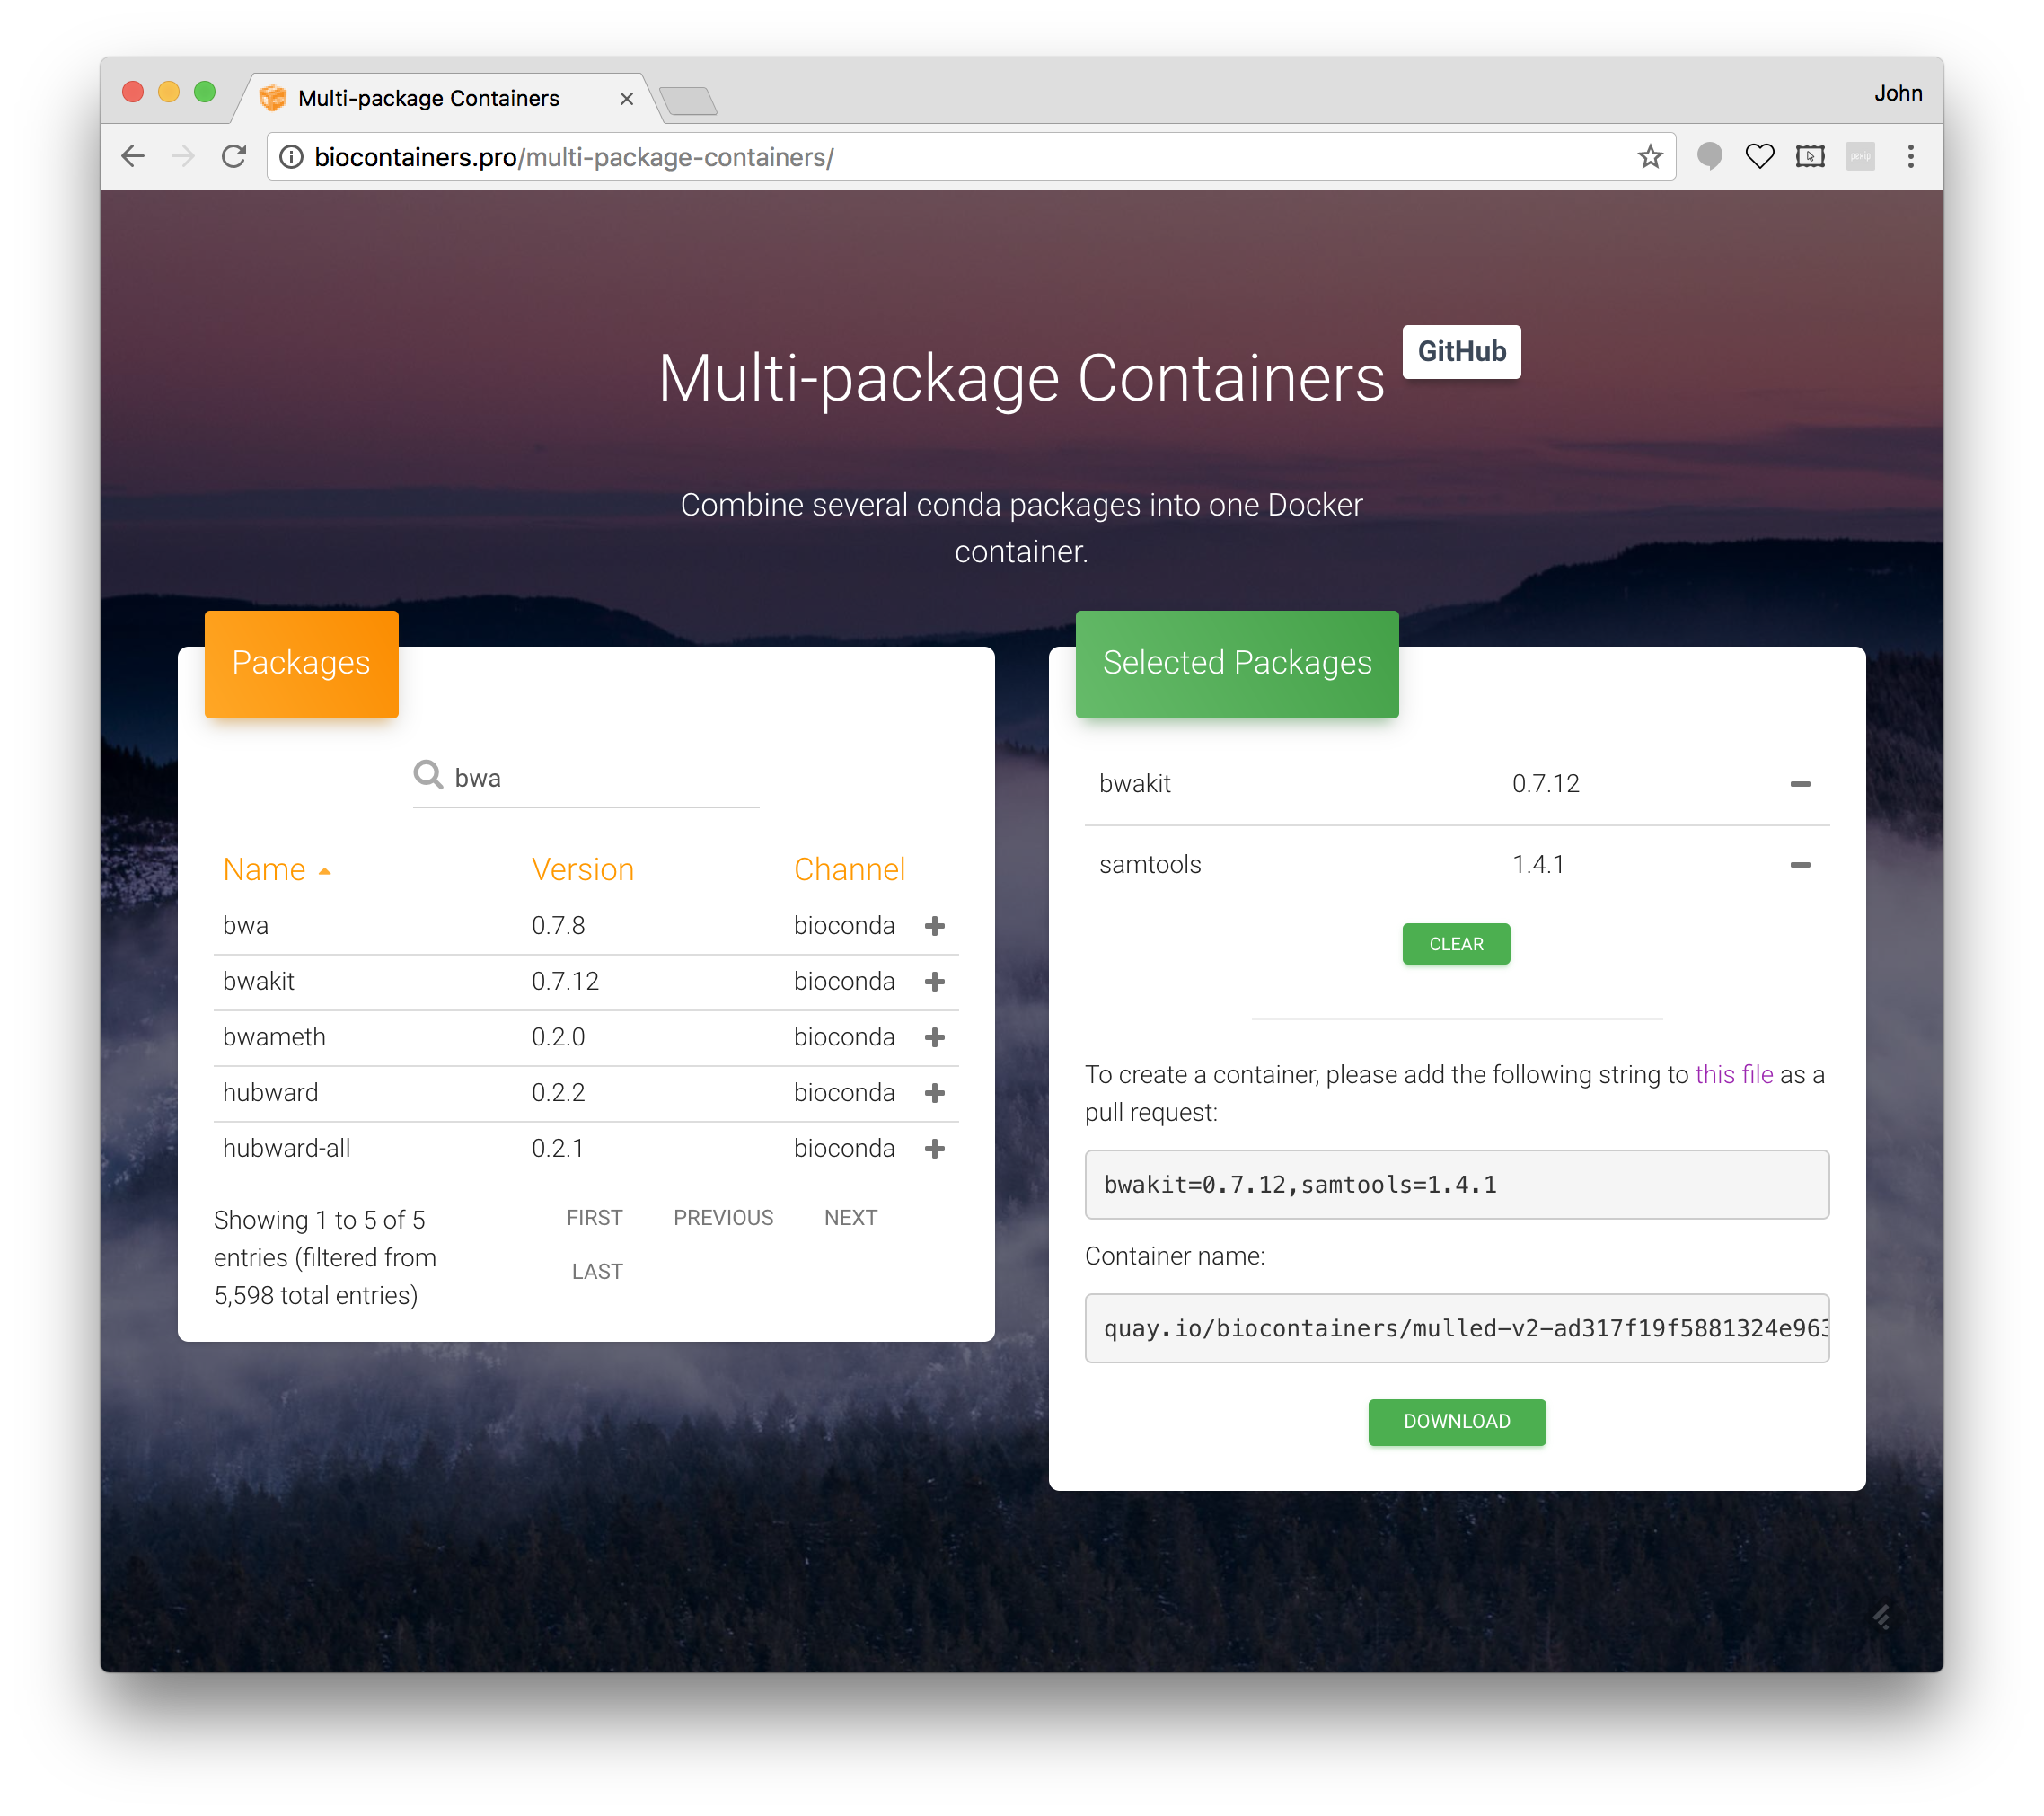 Multi-package Containers
John
biocontainers.pro/multi-package-containers/
pexip
Multi-package Containers
GitHub
Combine several conda packages into one Docker
container.
Packages
bwa
Name Version Channel
bwa 0.7.8 bioconda
bwakit 0.7.12 bioconda
bwameth 0.2.0 bioconda
hubward 0.2.2 bioconda
hubward-all 0.2.1 bioconda
Showing 1 to 5 of 5
entries (filtered from
5,598 total entries)
FIRST PREVIOUS NEXT
LAST
Selected Packages
bwakit 0.7.12
samtools 1.4.1
CLEAR
To create a container, please add the following string to this file as a
pull request:
bwakit=0.7.12,samtools=1.4.1
Container name:
quay.io/biocontainers/mulled-v2-ad317f19f5881324e963
DOWNLOAD